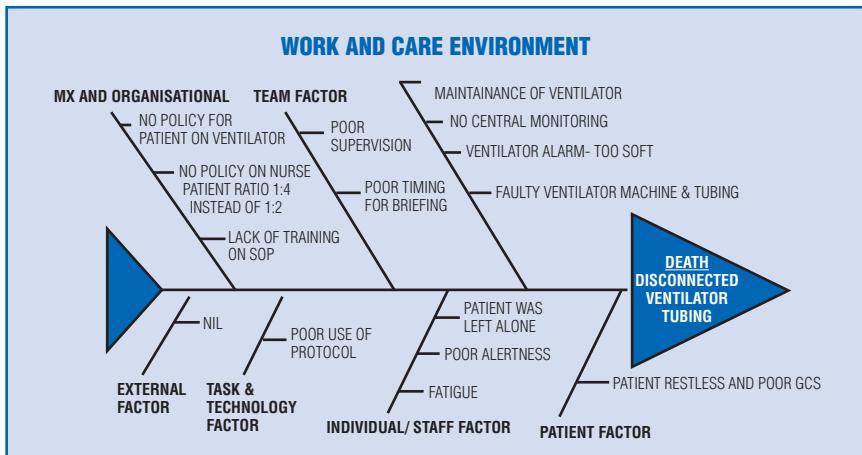 WORK AND CARE ENVIRONMENT
MX AND ORGANISATIONAL
NO POLICY FOR
PATIENT ON VENTILATOR
NO POLICY ON NURSE
PATIENT RATIO 1:4
INSTEAD OF 1:2
LACK OF TRAINING
ON SOP
TEAM FACTOR
POOR
SUPERVISION
POOR TIMING
FOR BRIEFING
MAINTAINANCE OF VENTILATOR
NO CENTRAL MONITORING
VENTILATOR ALARM- TOO SOFT
FAULTY VENTILATOR MACHINE & TUBING
DEATH
DISCONNECTED
VENTILATOR
TUBING
NIL
EXTERNAL
FACTOR
POOR USE OF
PROTOCOL
TASK &
TECHNOLOGY
FACTOR
PATIENT WAS
LEFT ALONE
POOR ALERTNESS
FATIGUE
INDIVIDUAL/ STAFF FACTOR
PATIENT RESTLESS AND POOR GCS
PATIENT FACTOR